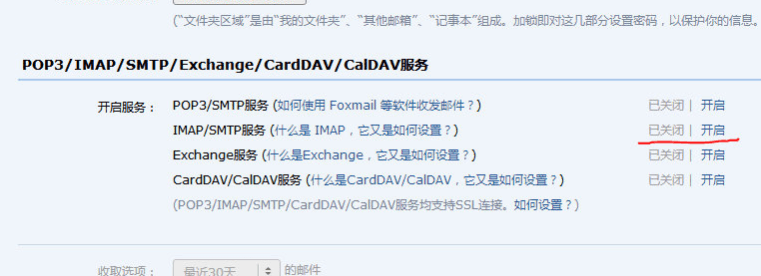 ("文件夹区域"是由"我的文件夹"、"其他邮箱"、"记事本"组成。加锁即对这几部分设置密码，以保护你的信息。
POP3/IMAP/SMTP/Exchange/CardDAV/CalDAV服务
开启服务： POP3/SMTP服务 (如何使用 Foxmail 等软件收发邮件？) 已关闭 | 开启
IMAP/SMTP服务 (什么是 IMAP，它又是如何设置？) 已关闭 | 开启
Exchange服务 (什么是Exchange，它又是如何设置？) 已关闭 | 开启
CardDAV/CalDAV服务 (什么是CardDAV/CalDAV，它又是如何设置？) 已关闭 | 开启
(POP3/IMAP/SMTP/CardDAV/CalDAV服务均支持SSL连接。如何设置？)
收取选项： 最近30天 的邮件